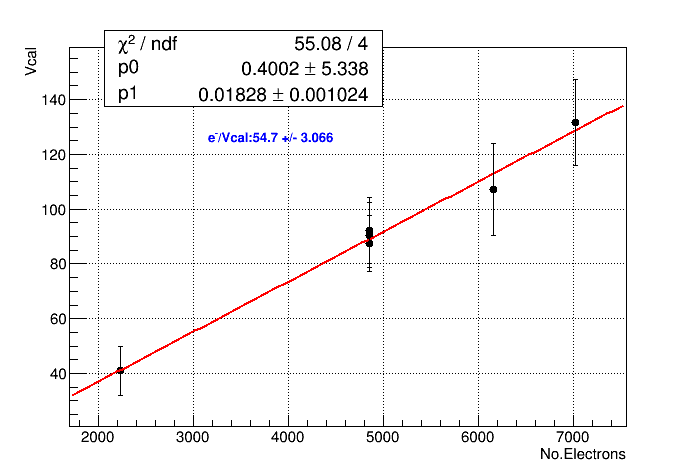 χ² / ndf 55.08 / 4
p0 0.4002 ± 5.338
p1 0.01828 ± 0.001024
e⁻/Vcal:54.7 +/- 3.066
Vcal
140
120
100
80
60
40
2000 3000 4000 5000 6000 7000
No.Electrons